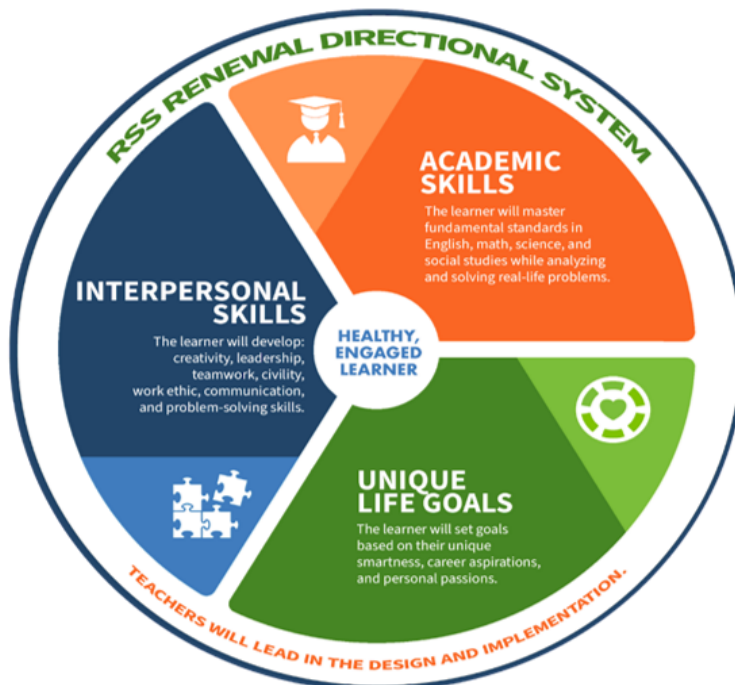 RSS RENEWAL DIRECTIONAL SYSTEM
ACADEMIC
SKILLS
The learner will master
fundamental standards in
English, math, science, and
social studies while analyzing
and solving real-life problems.
INTERPERSONAL
SKILLS
The learner will develop:
creativity, leadership,
teamwork, civility,
work ethic, communication,
and problem-solving skills.
HEALTHY,
ENGAGED
LEARNER
UNIQUE
LIFE GOALS
The learner will set goals
based on their unique
smartness, career aspirations,
and personal passions.
TEACHERS WILL LEAD IN THE DESIGN AND IMPLEMENTATION.